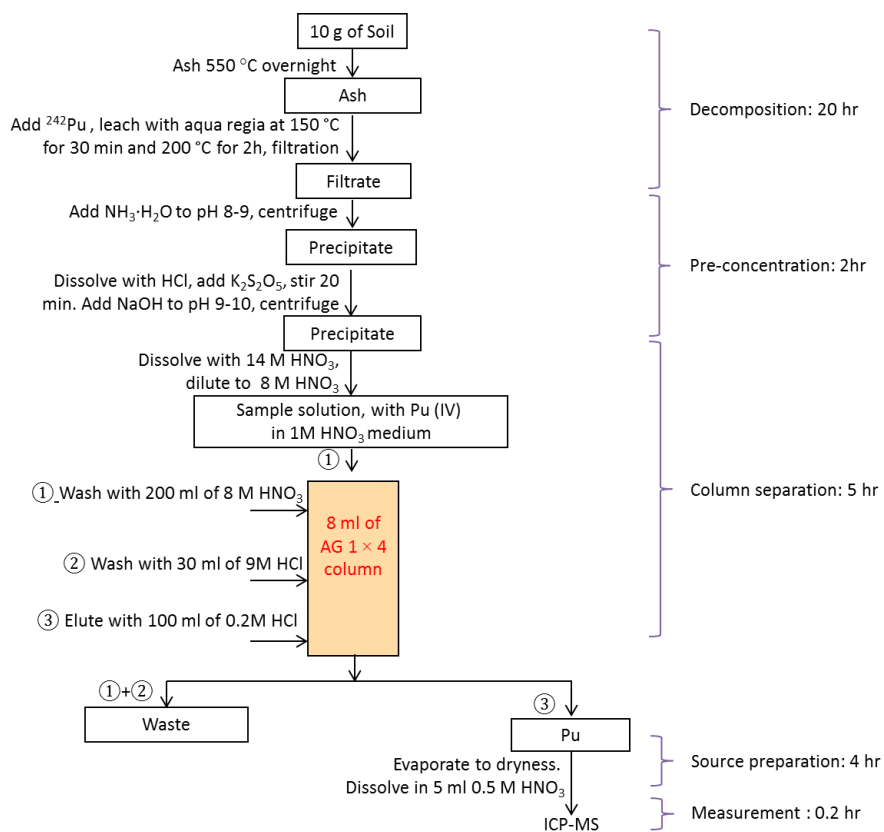 10 g of Soil
Ash 550 °C overnight
Ash
Decomposition: 20 hr
Add ²⁴²Pu , leach with aqua regia at 150 °C
for 30 min and 200 °C for 2h, filtration
Filtrate
Add NH₃·H₂O to pH 8-9, centrifuge
Precipitate
Pre-concentration: 2hr
Dissolve with HCl, add K₂S₂O₅, stir 20
min. Add NaOH to pH 9-10, centrifuge
Precipitate
Dissolve with 14 M HNO₃,
dilute to 8 M HNO₃
Sample solution, with Pu (IV)
in 1M HNO₃ medium
①
① Wash with 200 ml of 8 M HNO₃
Column separation: 5 hr
8 ml of
AG 1 × 4
column
② Wash with 30 ml of 9M HCl
③ Elute with 100 ml of 0.2M HCl
①+②
③
Waste
Pu
Evaporate to dryness.
Dissolve in 5 ml 0.5 M HNO₃
Source preparation: 4 hr
ICP-MS
Measurement : 0.2 hr